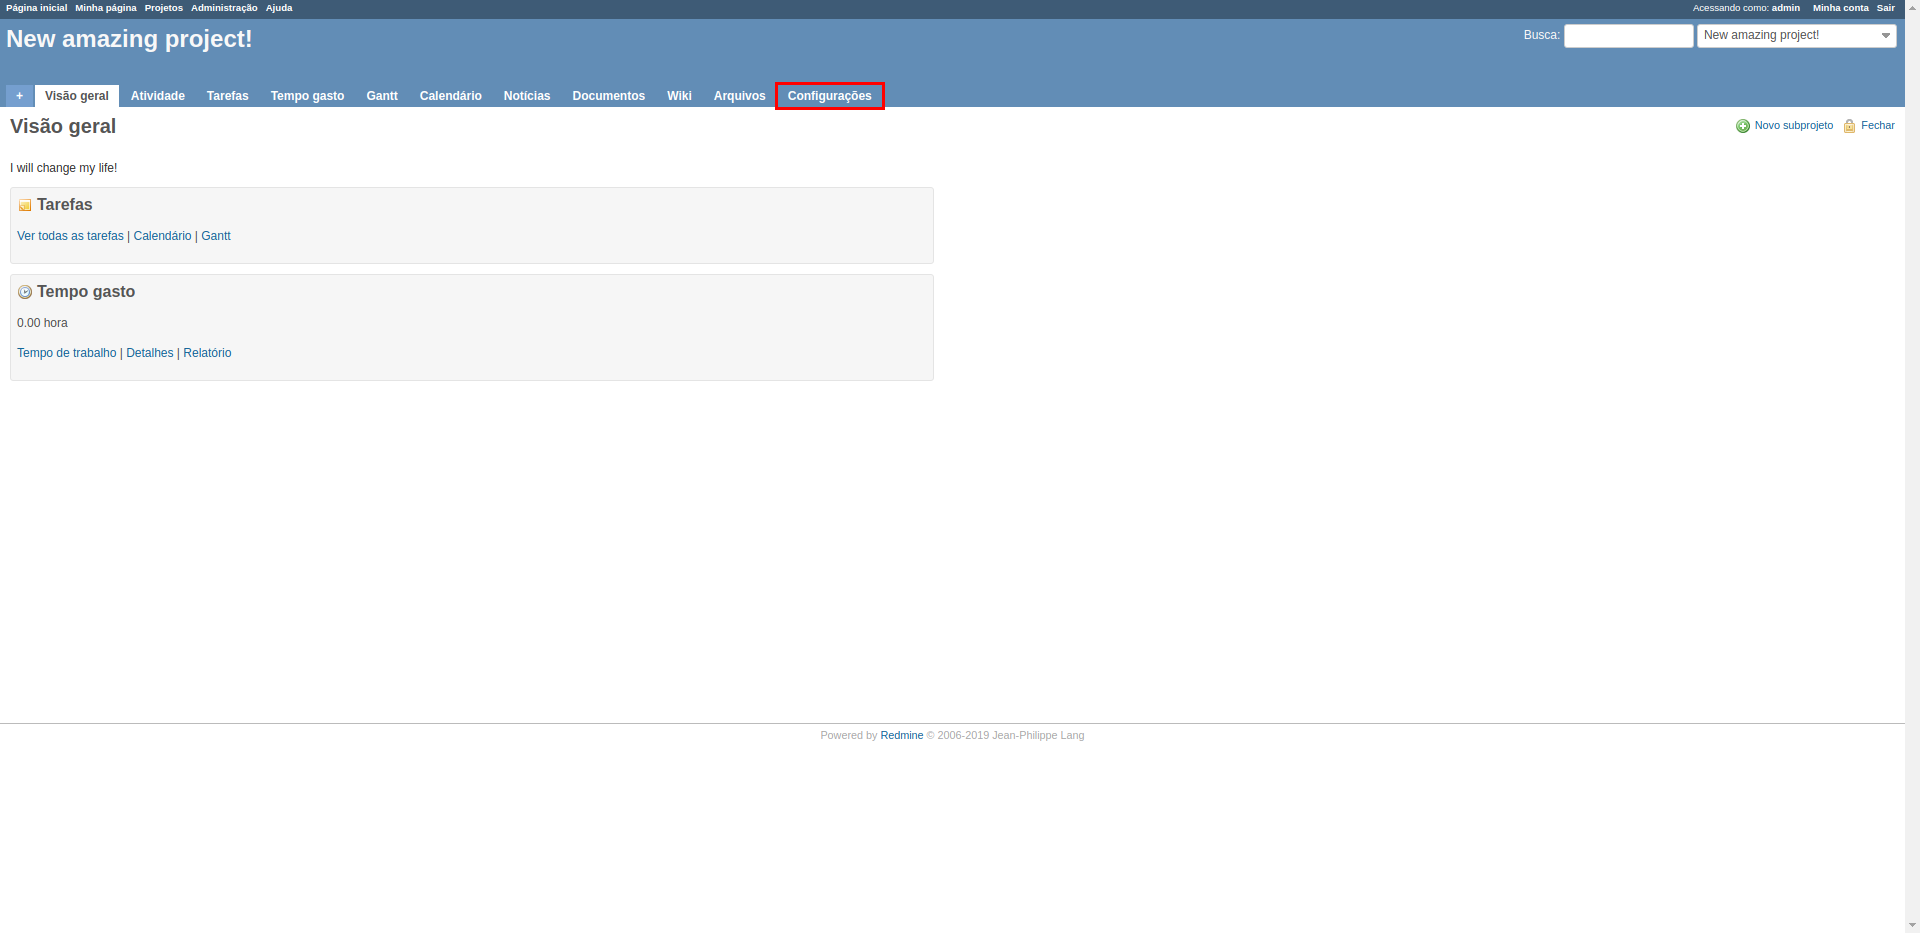 Página inicial Minha página Projetos Administração Ajuda Acessando como: admin Minha conta Sair
New amazing project! Busca: New amazing project!
+ Visão geral Atividade Tarefas Tempo gasto Gantt Calendário Notícias Documentos Wiki Arquivos Configurações
Visão geral Novo subprojeto Fechar
I will change my life!
Tarefas
Ver todas as tarefas | Calendário | Gantt
Tempo gasto
0.00 hora
Tempo de trabalho | Detalhes | Relatório
Powered by Redmine © 2006-2019 Jean-Philippe Lang